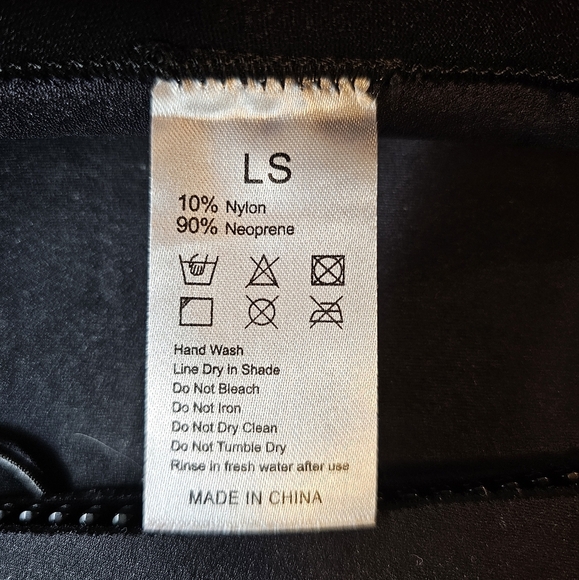 LS
10% Nylon
90% Neoprene
Hand Wash
Line Dry in Shade
Do Not Bleach
Do Not Iron
Do Not Dry Clean
Do Not Tumble Dry
Rinse in fresh water after use
MADE IN CHINA